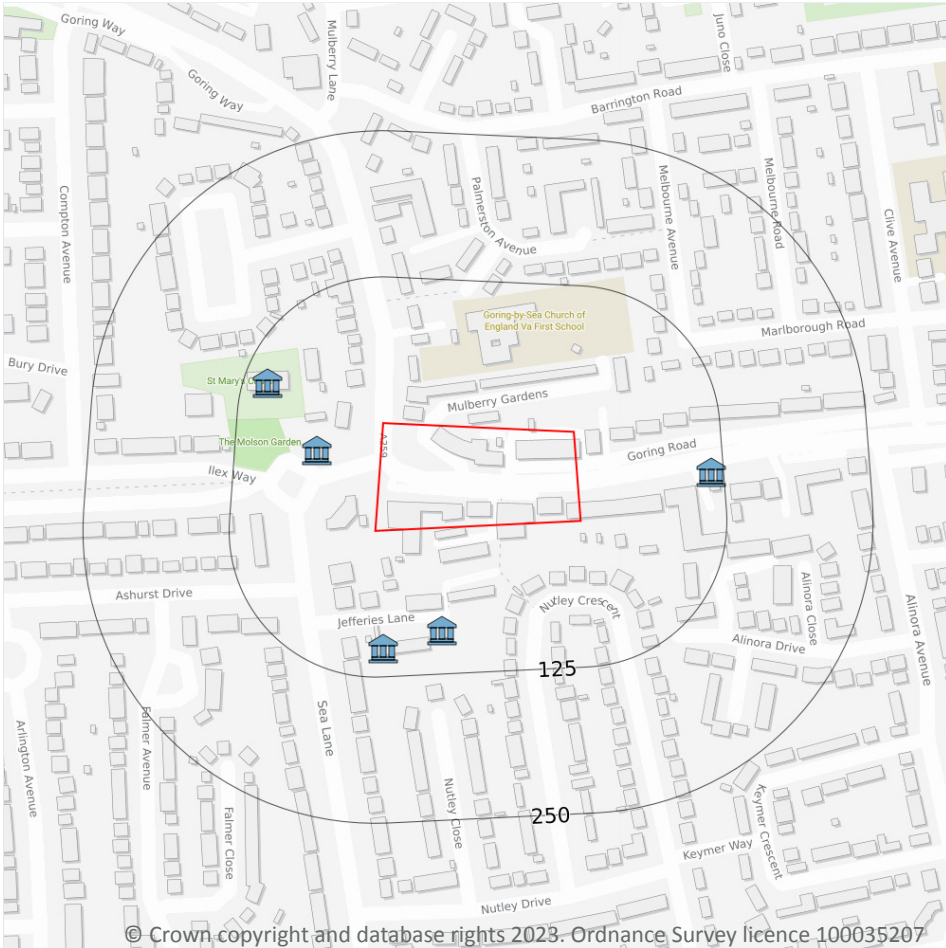 Goring Way
Mulberry Lane
Juno Close
Goring Way
Barrington Road
Compton Avenue
Palmerston Avenue
Melbourne Avenue
Melbourne Road
Clive Avenue
Goring-by-Sea Church of
England Va First School
Marlborough Road
Bury Drive
St Mary's
Mulberry Gardens
The Molson Garden
A259
Goring Road
Ilex Way
Ashurst Drive
Jefferies Lane
Nutley Crescent
Alinora Close
Alinora Avenue
Alinora Drive
125
Sea Lane
Falmer Avenue
Arlington Avenue
Nutley Close
Falmer Close
250
Keymer Crescent
Keymer Way
Nutley Drive
© Crown copyright and database rights 2023. Ordnance Survey licence 100035207